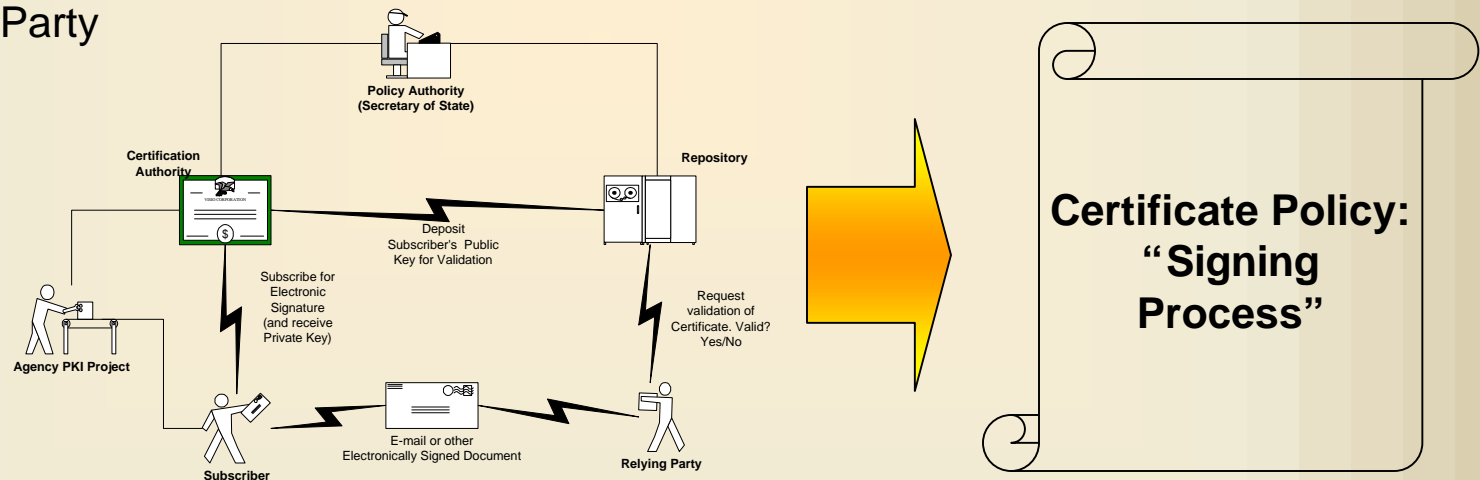 Party
Policy Authority
(Secretary of State)
Certification
Authority
Repository
VISIO CORPORATION
$
Deposit
Subscriber's Public
Key for Validation
Subscribe for
Electronic
Signature
(and receive
Private Key)
Request
validation of
Certificate. Valid?
Yes/No
Agency PKI Project
E-mail or other
Electronically Signed Document
Subscriber
Relying Party
Certificate Policy:
“Signing
Process”